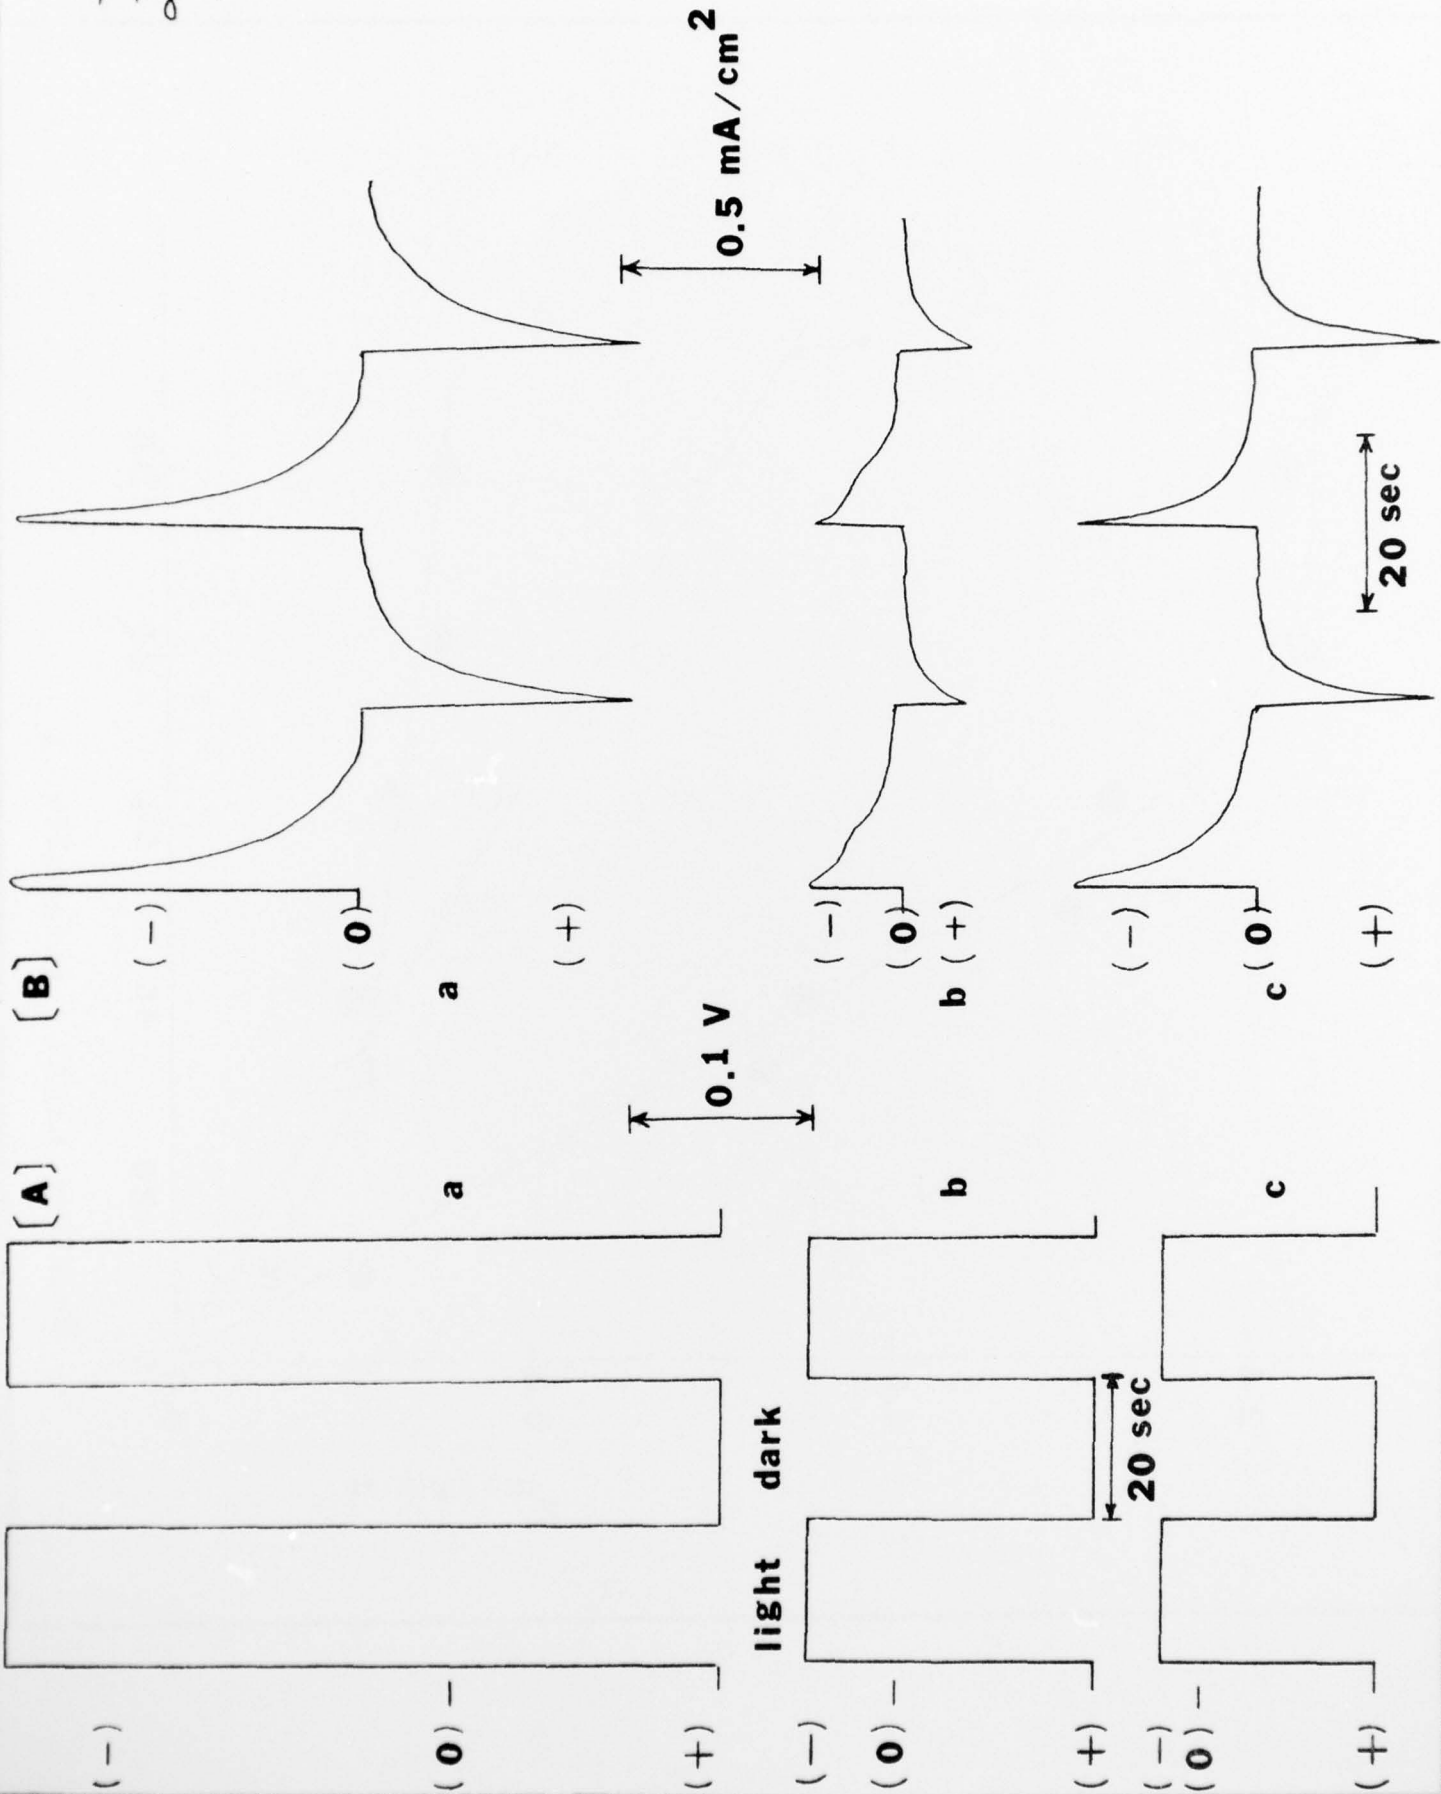 [A]
(-)
(0)
(+)
a
0.1 V
light dark
(-)
(0)
(+)
b
20 sec
(-)
(0)
(+)
c
[B]
(-)
(0)
(+)
a
0.5 mA/cm2
(-)
(0)
(+)
b
(-)
(0)
(+)
c
20 sec